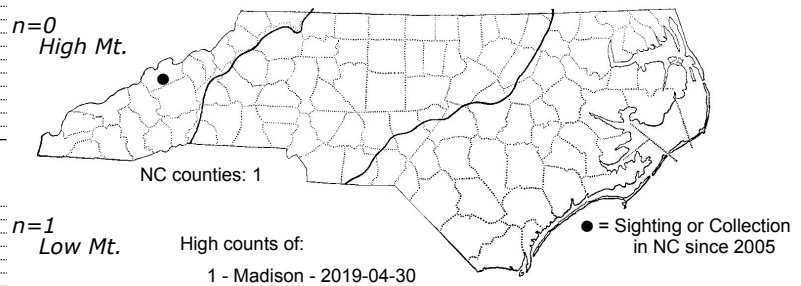 n=0
High Mt.
NC counties: 1
n=1
Low Mt.
High counts of:
1 - Madison - 2019-04-30
● = Sighting or Collection
in NC since 2005